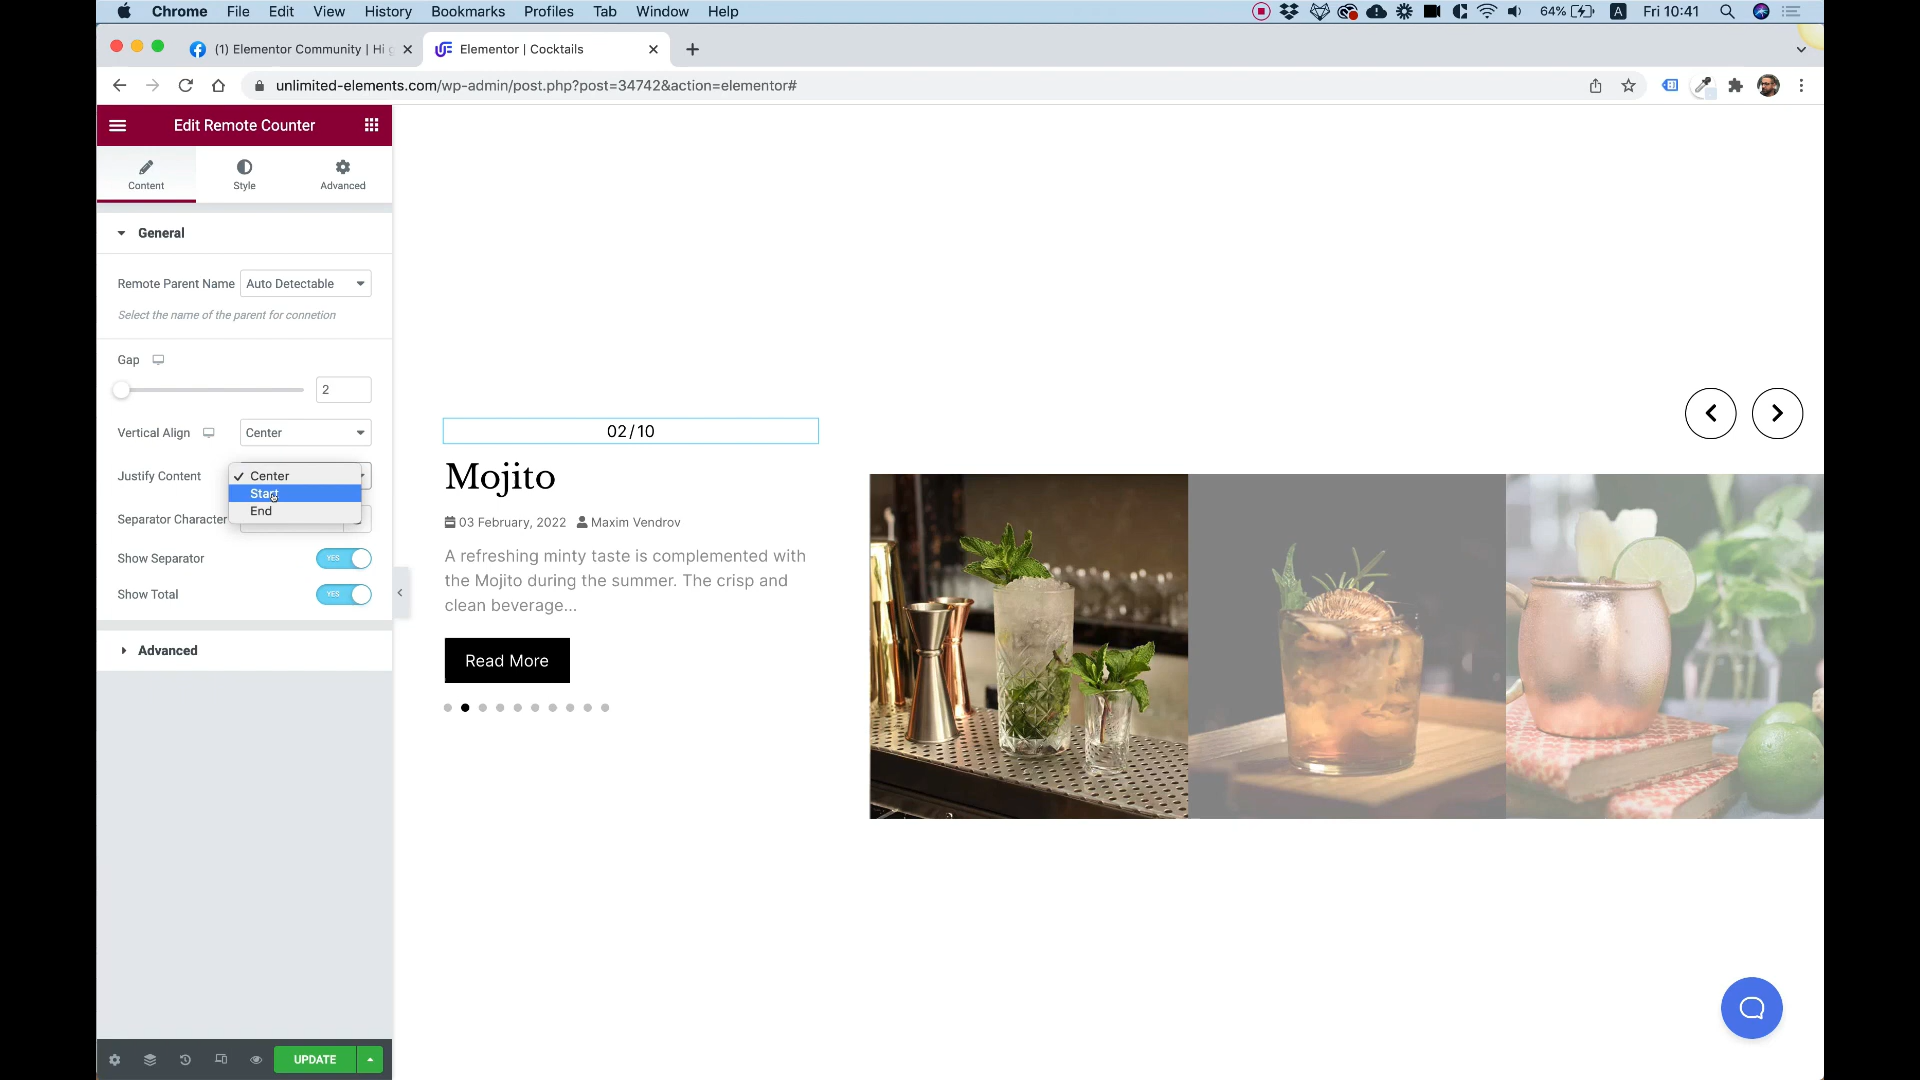 Chrome File Edit View History Bookmarks Profiles Tab Window Help 64% A Fri 10:41
(1) Elementor Community | Hi g
Elementor | Cocktails
unlimited-elements.com/wp-admin/post.php?post=34742&action=elementor#
Edit Remote Counter
Content Style Advanced
General
Remote Parent Name Auto Detectable
Select the name of the parent for connetion
Gap
2
Vertical Align Center
Justify Content Center
Start
End
Separator Character
Show Separator YES
Show Total YES
Advanced
UPDATE
02/10
Mojito
03 February, 2022 Maxim Vendrov
A refreshing minty taste is complemented with
the Mojito during the summer. The crisp and
clean beverage...
Read More